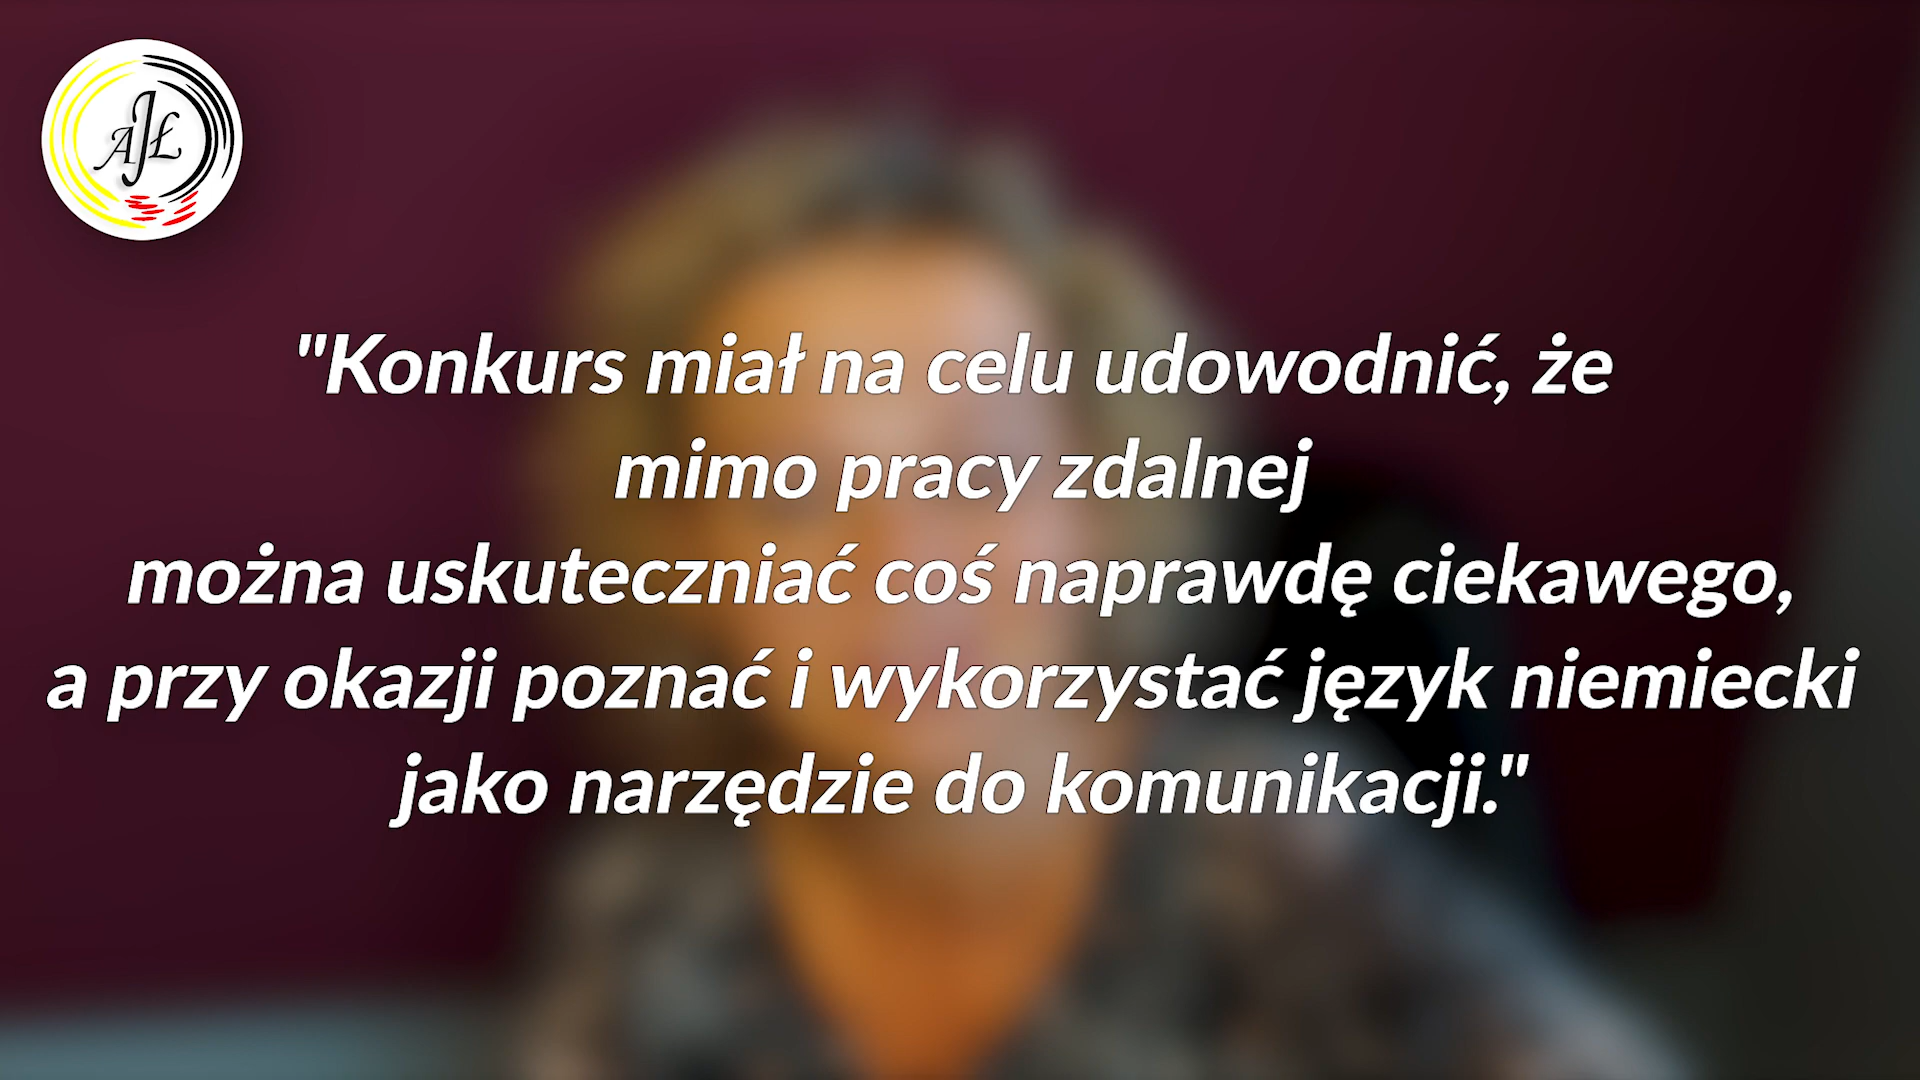 AJŁ
"Konkurs miał na celu udowodnić, że
mimo pracy zdalnej
można uskuteczniać coś naprawdę ciekawego,
a przy okazji poznać i wykorzystać język niemiecki
jako narzędzie do komunikacji."